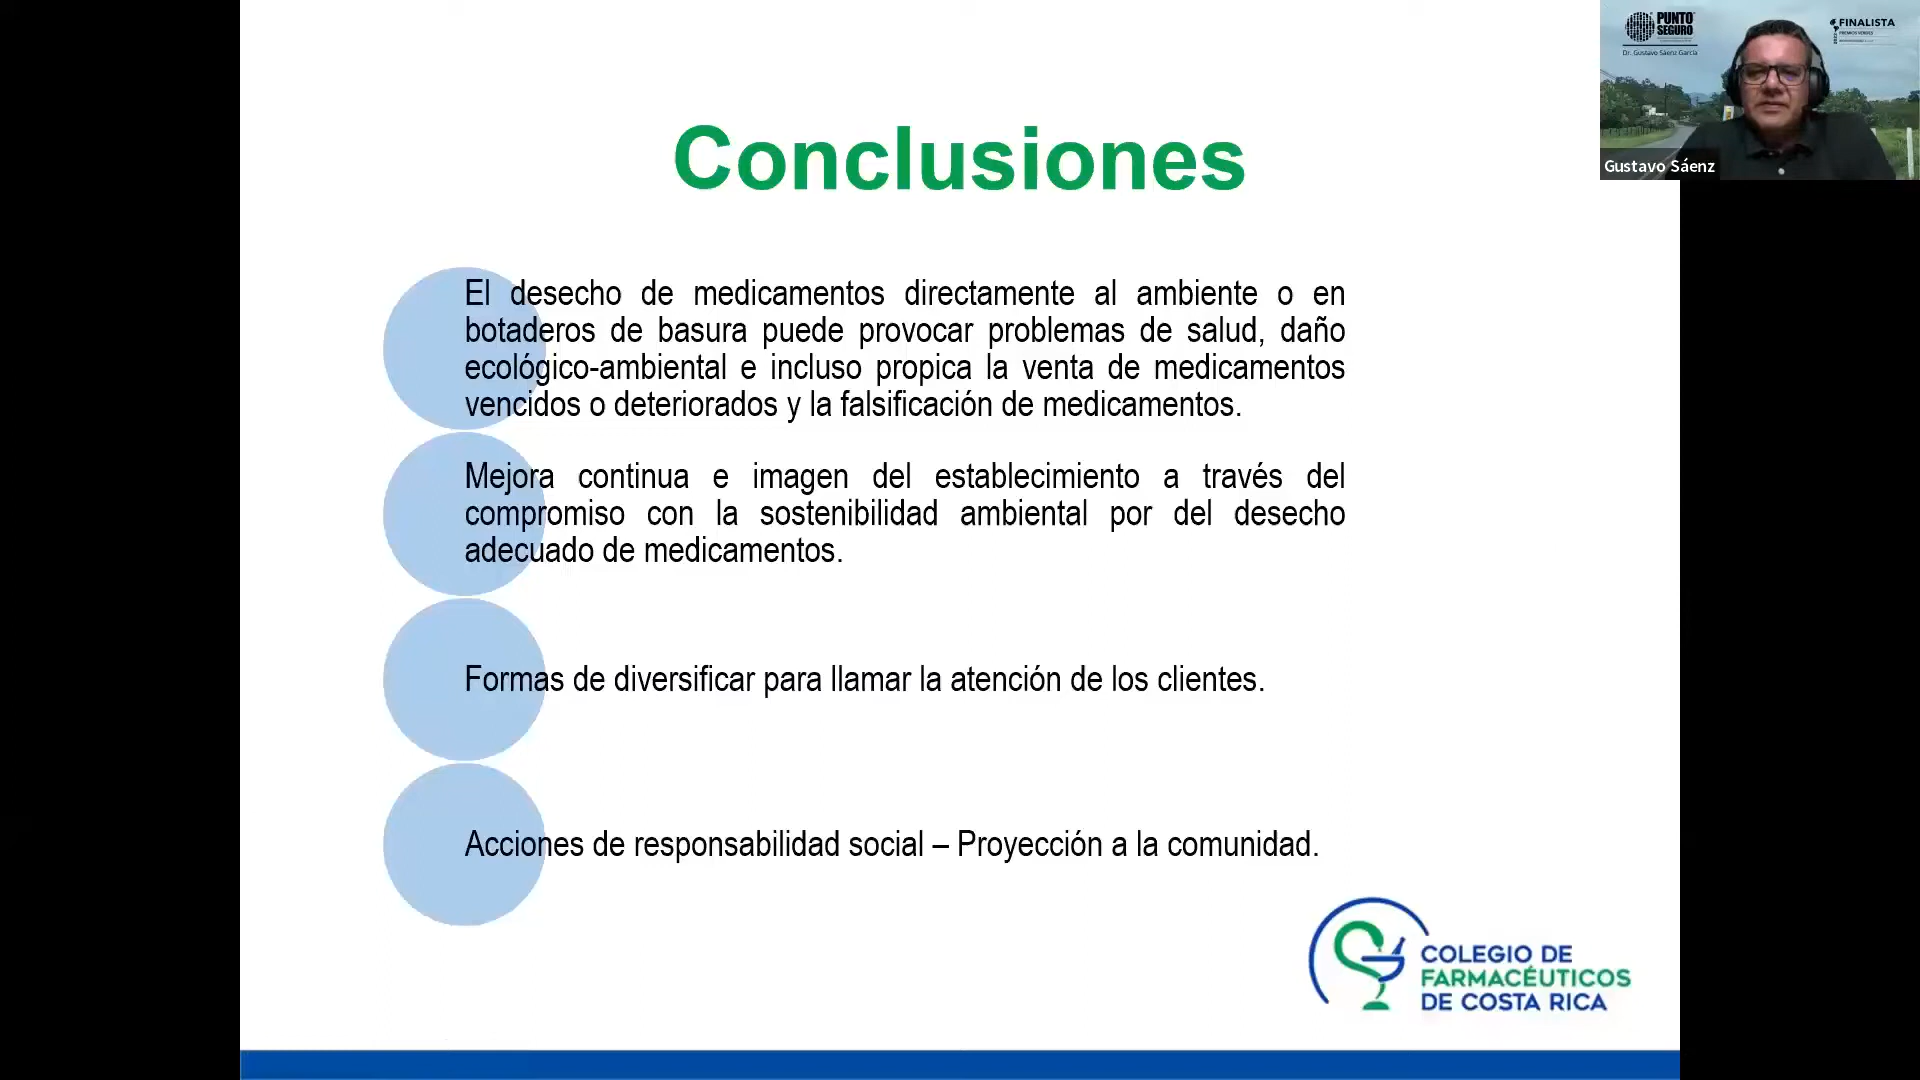 Conclusiones
El desecho de medicamentos directamente al ambiente o en
botaderos de basura puede provocar problemas de salud, daño
ecológico-ambiental e incluso propica la venta de medicamentos
vencidos o deteriorados y la falsificación de medicamentos.
Mejora continua e imagen del establecimiento a través del
compromiso con la sostenibilidad ambiental por del desecho
adecuado de medicamentos.
Formas de diversificar para llamar la atención de los clientes.
Acciones de responsabilidad social – Proyección a la comunidad.
COLEGIO DE
FARMACÉUTICOS
DE COSTA RICA
PUNTO
SEGURO
Dr. Gustavo Sáenz García
FINALISTA
PREMIOS VERDES
Gustavo Sáenz